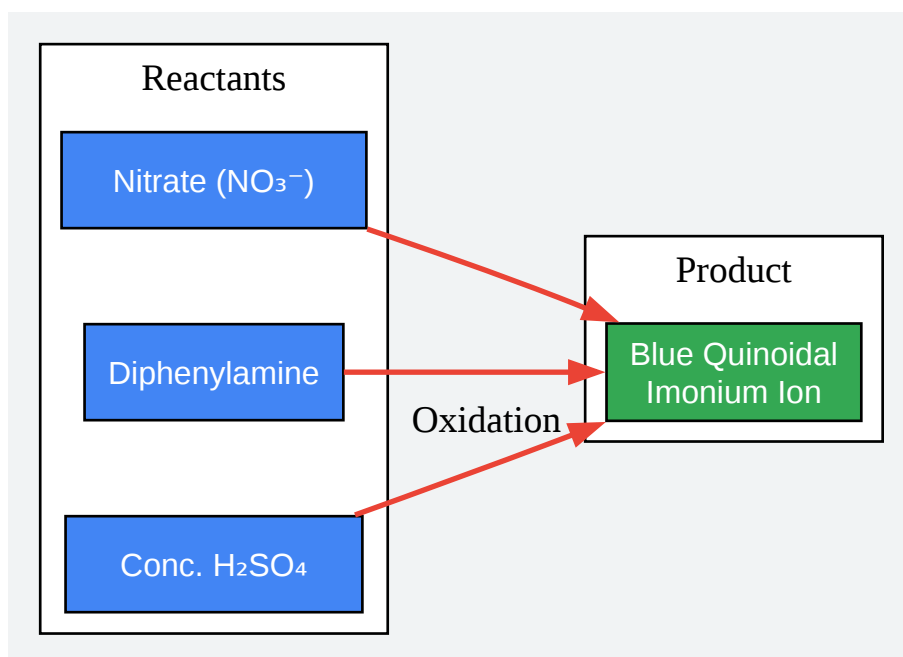 Reactants
Nitrate (NO₃⁻)
Diphenylamine
Conc. H₂SO₄
Oxidation
Product
Blue Quinoidal
Imonium Ion